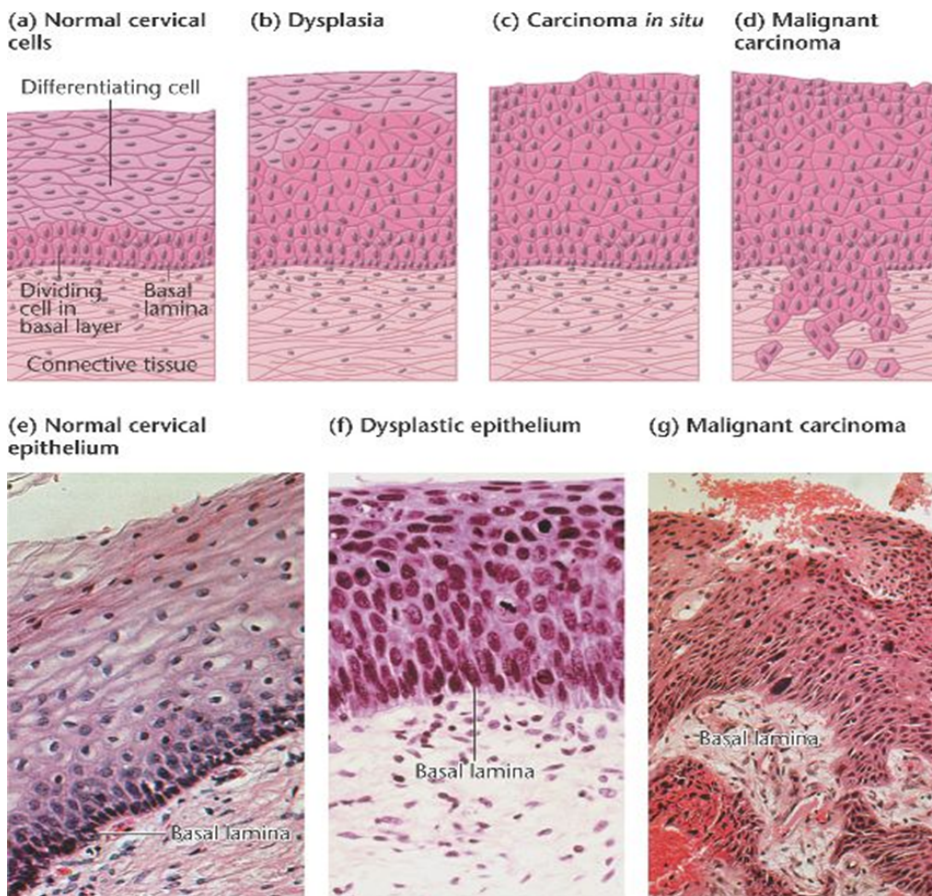 (a) Normal cervical
cells
(b) Dysplasia
(c) Carcinoma in situ
(d) Malignant
carcinoma
Differentiating cell
Dividing
cell in
basal layer
Basal
lamina
Connective tissue
(e) Normal cervical
epithelium
(f) Dysplastic epithelium
(g) Malignant carcinoma
Basal lamina
Basal lamina
Basal lamina